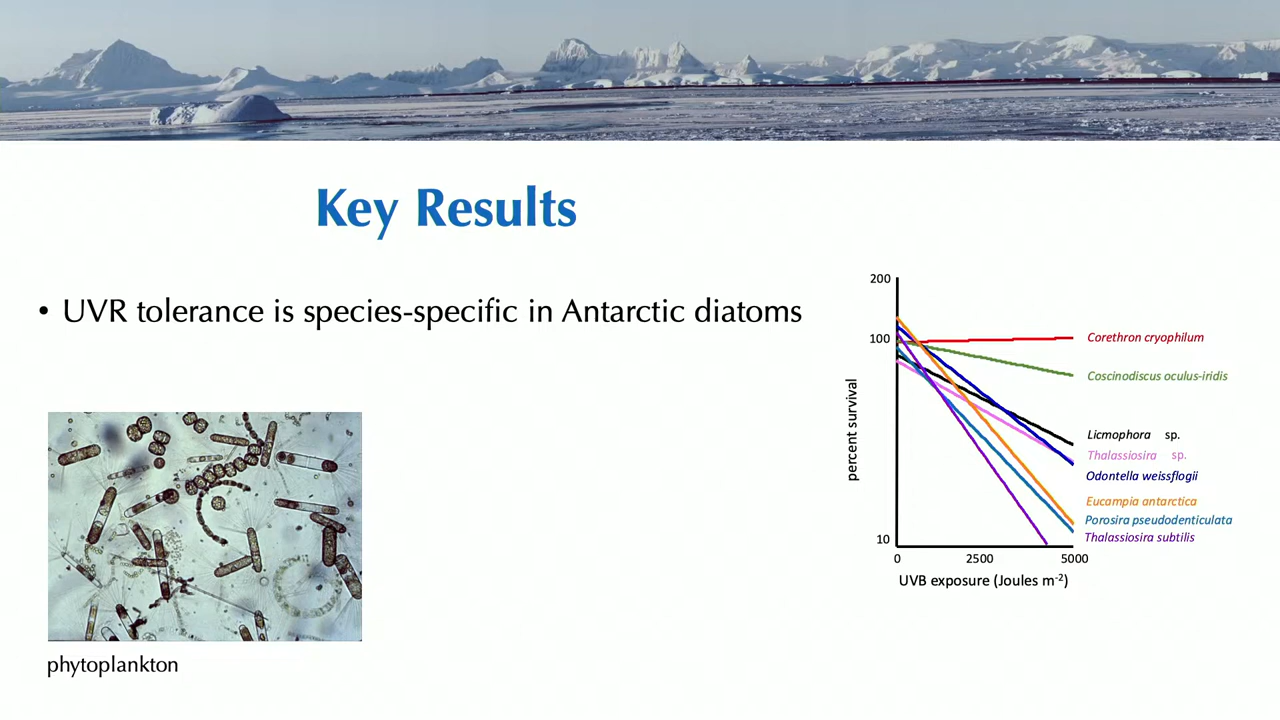 Key Results
• UVR tolerance is species-specific in Antarctic diatoms
phytoplankton
200
100
10
percent survival
0 2500 5000
UVB exposure (Joules m-2)
Corethron cryophilum
Coscinodiscus oculus-iridis
Licmophora sp.
Thalassiosira sp.
Odontella weissflogii
Eucampia antarctica
Porosira pseudodenticulata
Thalassiosira subtilis